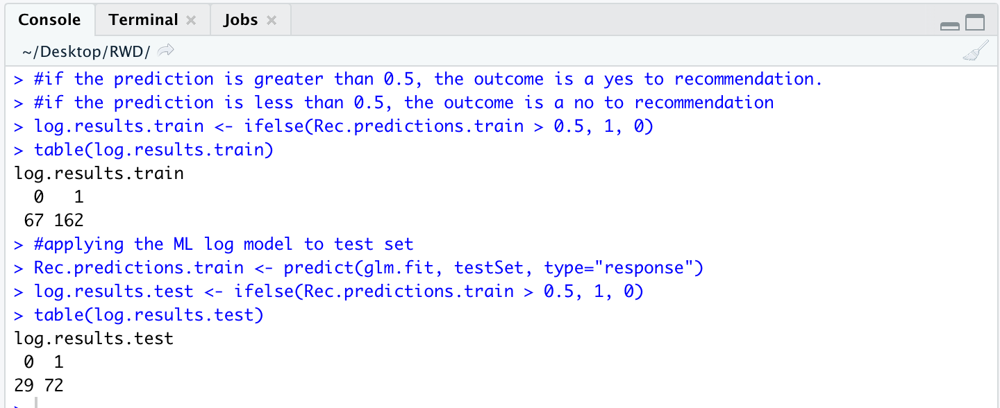 Console Terminal Jobs
~/Desktop/RWD/
> #if the prediction is greater than 0.5, the outcome is a yes to recommendation.
> #if the prediction is less than 0.5, the outcome is a no to recommendation
> log.results.train <- ifelse(Rec.predictions.train > 0.5, 1, 0)
> table(log.results.train)
log.results.train
  0   1
 67 162
> #applying the ML log model to test set
> Rec.predictions.train <- predict(glm.fit, testSet, type="response")
> log.results.test <- ifelse(Rec.predictions.train > 0.5, 1, 0)
> table(log.results.test)
log.results.test
 0  1
29 72
>